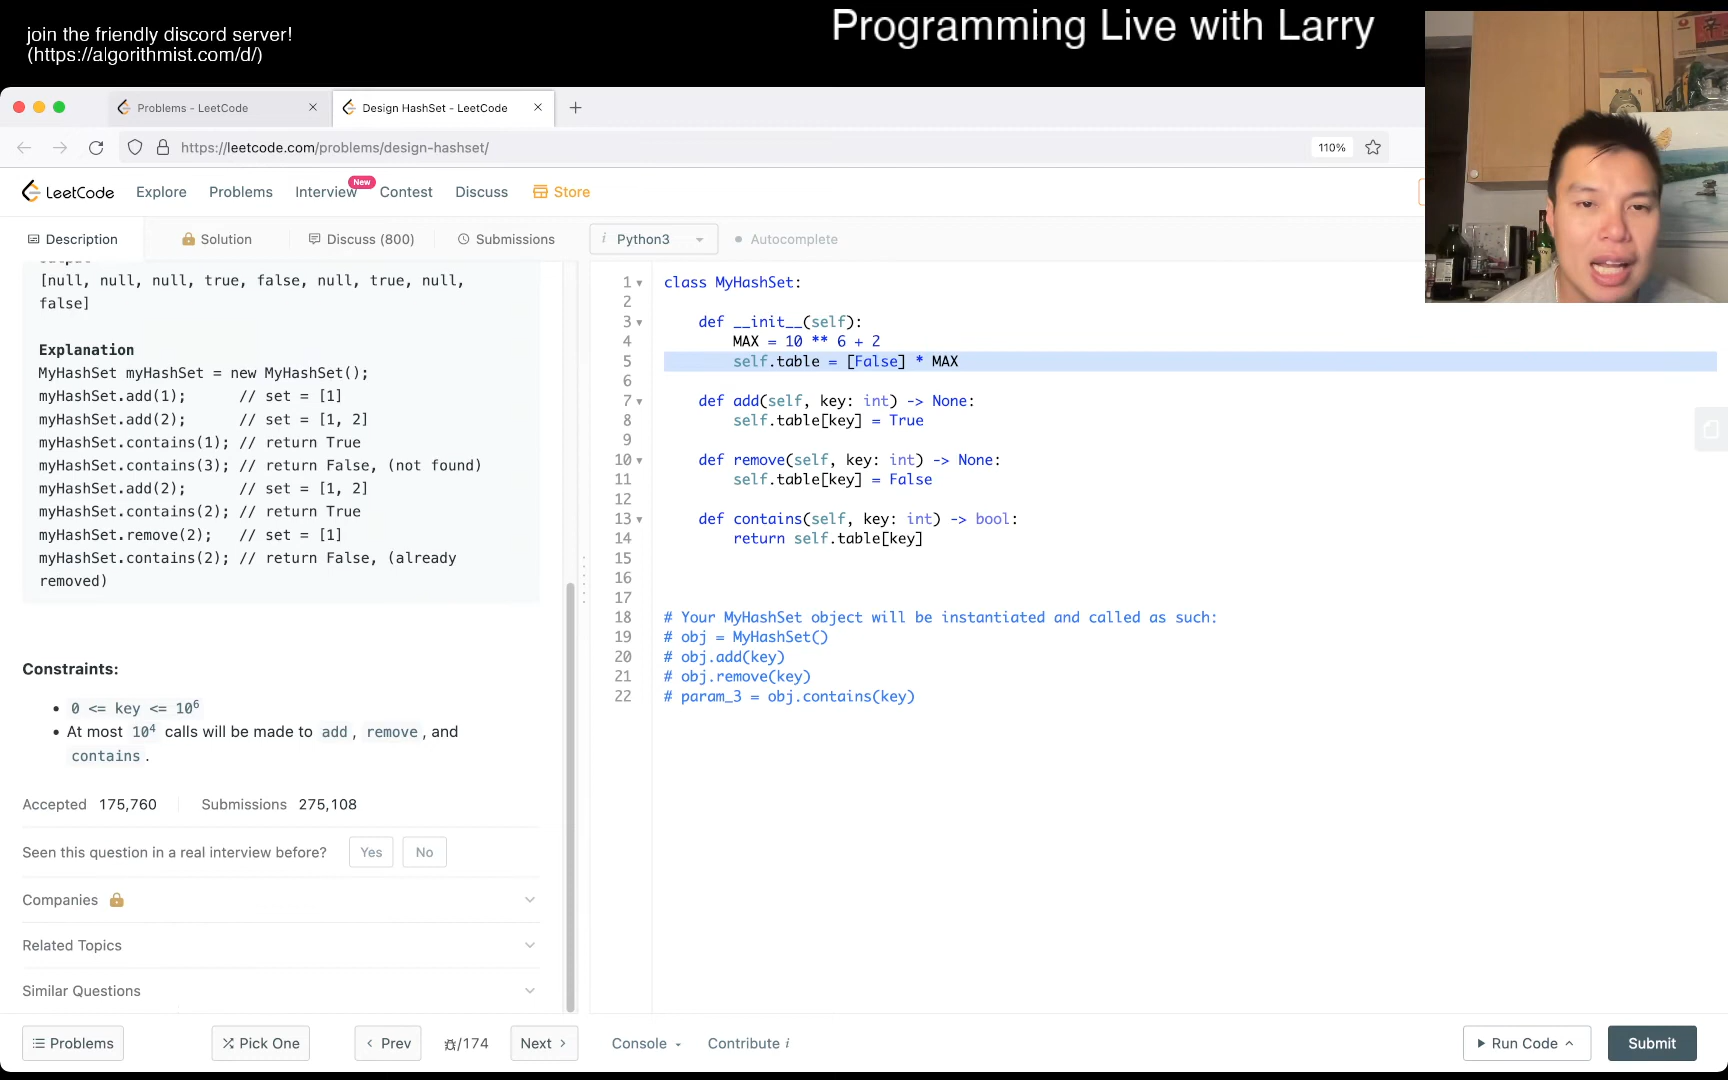 join the friendly discord server!
(https://algorithmist.com/d/)
Programming Live with Larry
Problems - LeetCode
Design HashSet - LeetCode
https://leetcode.com/problems/design-hashset/
110%
LeetCode
Explore
Problems
Interview
New
Contest
Discuss
Store
Description
Solution
Discuss (800)
Submissions
i Python3
Autocomplete
[null, null, null, true, false, null, true, null,
false]
Explanation
MyHashSet myHashSet = new MyHashSet();
myHashSet.add(1);      // set = [1]
myHashSet.add(2);      // set = [1, 2]
myHashSet.contains(1); // return True
myHashSet.contains(3); // return False, (not found)
myHashSet.add(2);      // set = [1, 2]
myHashSet.contains(2); // return True
myHashSet.remove(2);   // set = [1]
myHashSet.contains(2); // return False, (already
removed)
Constraints:
• 0 <= key <= 10⁶
• At most 10⁴ calls will be made to add, remove, and
contains.
Accepted 175,760
Submissions 275,108
Seen this question in a real interview before?
Yes
No
Companies
Related Topics
Similar Questions
1 class MyHashSet:
2
3     def __init__(self):
4         MAX = 10 ** 6 + 2
5         self.table = [False] * MAX
6
7     def add(self, key: int) -> None:
8         self.table[key] = True
9
10     def remove(self, key: int) -> None:
11         self.table[key] = False
12
13     def contains(self, key: int) -> bool:
14         return self.table[key]
15
16
17
18 # Your MyHashSet object will be instantiated and called as such:
19 # obj = MyHashSet()
20 # obj.add(key)
21 # obj.remove(key)
22 # param_3 = obj.contains(key)
Problems
Pick One
Prev
/174
Next
Console
Contribute i
Run Code
Submit